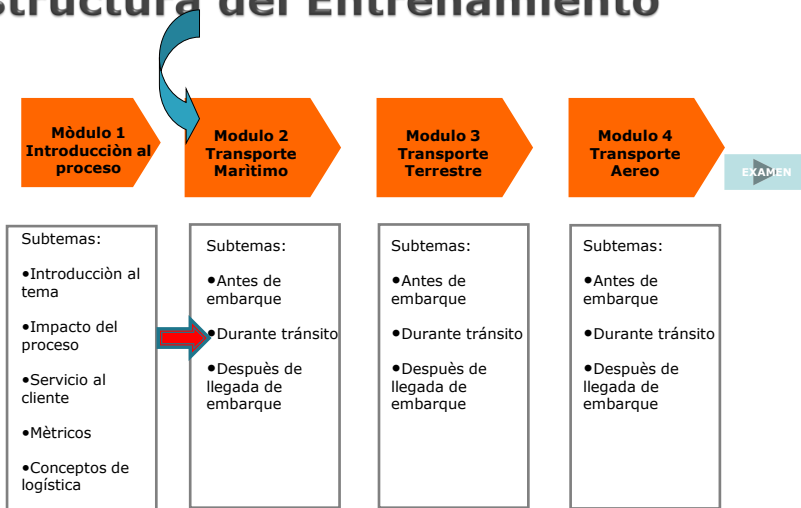 structura del Entrenamiento
Mòdulo 1
Introducciòn al
proceso
Modulo 2
Transporte
Marìtimo
Modulo 3
Transporte
Terrestre
Modulo 4
Transporte
Aereo
EXAMEN
Subtemas:
•Introducciòn al
tema
•Impacto del
proceso
•Servicio al
cliente
•Mètricos
•Conceptos de
logística
Subtemas:
•Antes de
embarque
•Durante tránsito
•Despuès de
llegada de
embarque
Subtemas:
•Antes de
embarque
•Durante tránsito
•Despuès de
llegada de
embarque
Subtemas:
•Antes de
embarque
•Durante tránsito
•Despuès de
llegada de
embarque